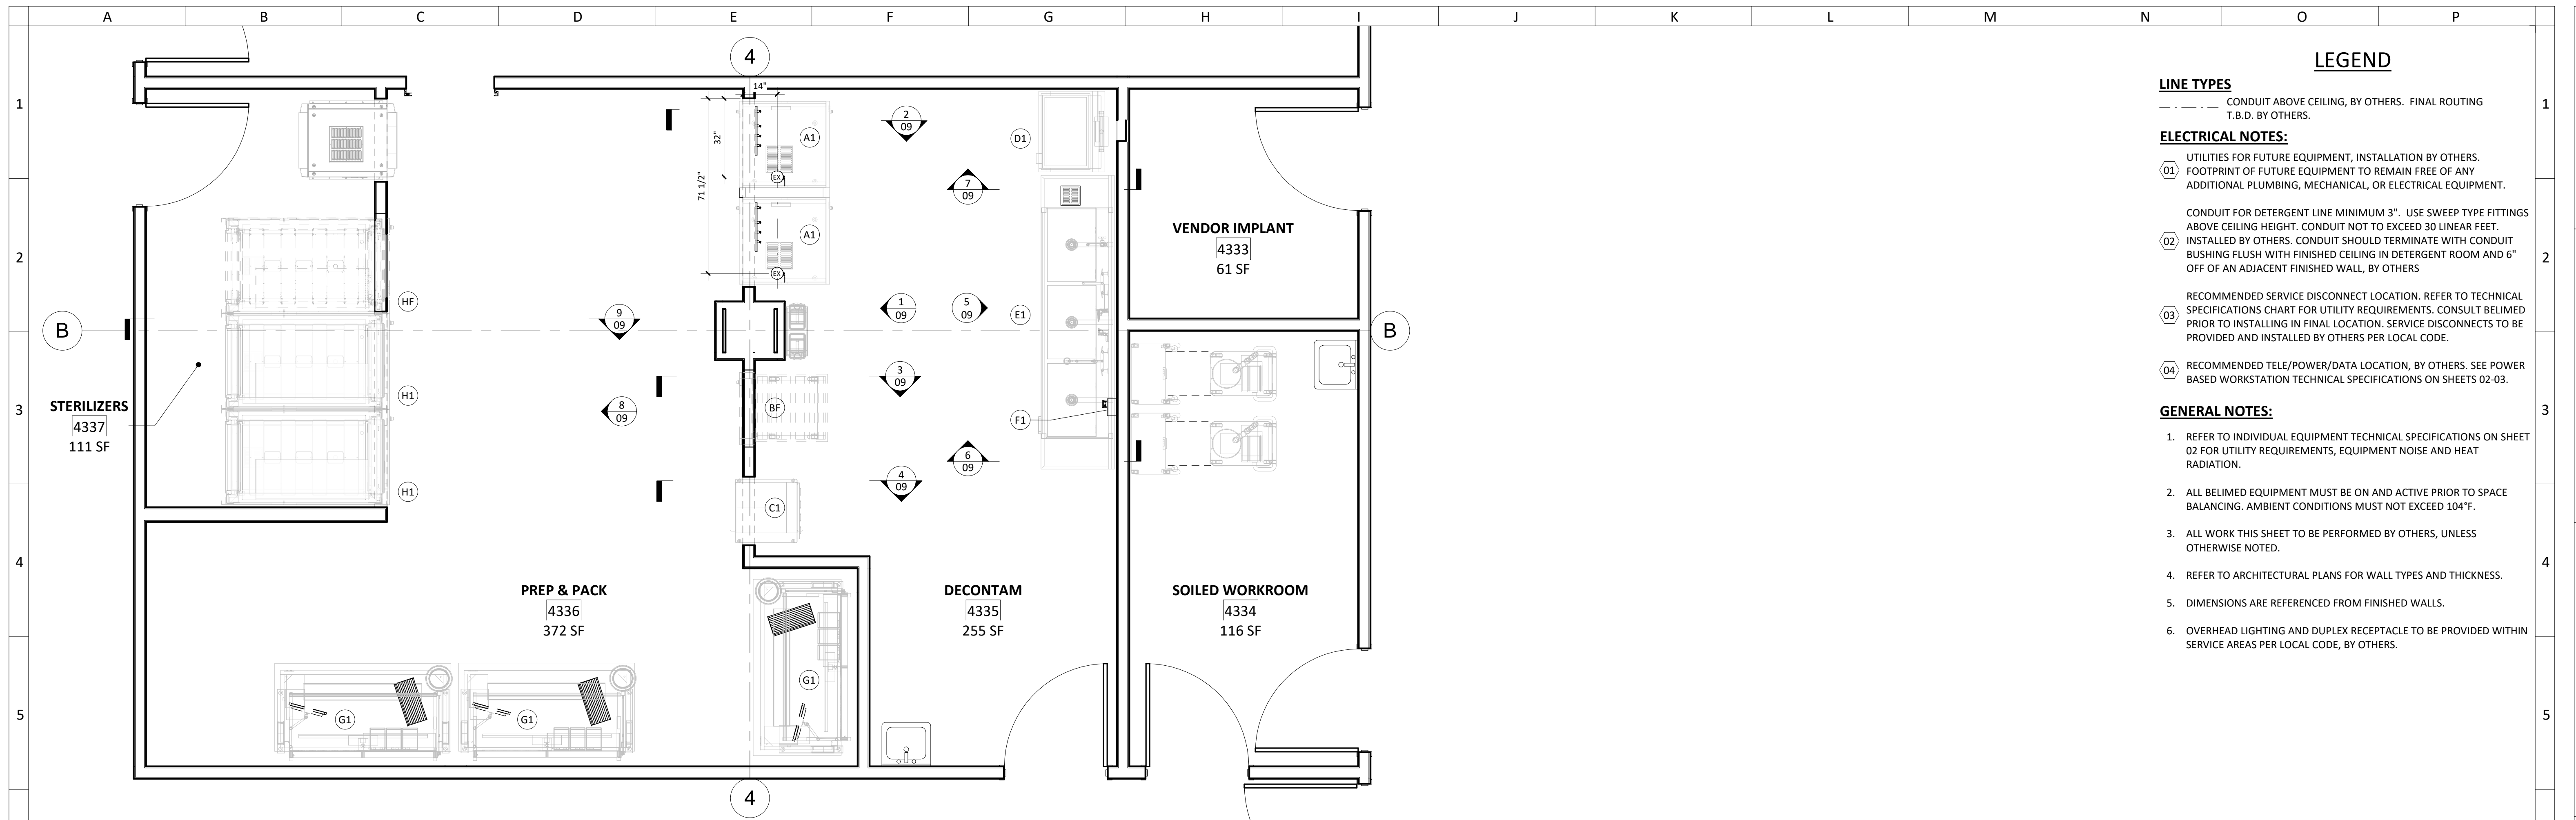 A B C D E F G H I J K L M N O P
1
2
3
4
5
1
2
3
4
5
4
14"
32"
71 1/2"
A1
EX
A1
EX
2
09
7
09
D1
1
09
5
09
E1
HF
9
09
B
B
3
09
H1
8
09
BF
F1
6
09
4
09
H1
C1
STERILIZERS
4337
111 SF
VENDOR IMPLANT
4333
61 SF
PREP & PACK
4336
372 SF
DECONTAM
4335
255 SF
SOILED WORKROOM
4334
116 SF
G1
G1
G1
4
LEGEND
LINE TYPES
CONDUIT ABOVE CEILING, BY OTHERS. FINAL ROUTING
T.B.D. BY OTHERS.
ELECTRICAL NOTES:
01
UTILITIES FOR FUTURE EQUIPMENT, INSTALLATION BY OTHERS.
FOOTPRINT OF FUTURE EQUIPMENT TO REMAIN FREE OF ANY
ADDITIONAL PLUMBING, MECHANICAL, OR ELECTRICAL EQUIPMENT.
02
CONDUIT FOR DETERGENT LINE MINIMUM 3". USE SWEEP TYPE FITTINGS
ABOVE CEILING HEIGHT. CONDUIT NOT TO EXCEED 30 LINEAR FEET.
INSTALLED BY OTHERS. CONDUIT SHOULD TERMINATE WITH CONDUIT
BUSHING FLUSH WITH FINISHED CEILING IN DETERGENT ROOM AND 6"
OFF OF AN ADJACENT FINISHED WALL, BY OTHERS
03
RECOMMENDED SERVICE DISCONNECT LOCATION. REFER TO TECHNICAL
SPECIFICATIONS CHART FOR UTILITY REQUIREMENTS. CONSULT BELIMED
PRIOR TO INSTALLING IN FINAL LOCATION. SERVICE DISCONNECTS TO BE
PROVIDED AND INSTALLED BY OTHERS PER LOCAL CODE.
04
RECOMMENDED TELE/POWER/DATA LOCATION, BY OTHERS. SEE POWER
BASED WORKSTATION TECHNICAL SPECIFICATIONS ON SHEETS 02-03.
GENERAL NOTES:
1. REFER TO INDIVIDUAL EQUIPMENT TECHNICAL SPECIFICATIONS ON SHEET
02 FOR UTILITY REQUIREMENTS, EQUIPMENT NOISE AND HEAT
RADIATION.
2. ALL BELIMED EQUIPMENT MUST BE ON AND ACTIVE PRIOR TO SPACE
BALANCING. AMBIENT CONDITIONS MUST NOT EXCEED 104°F.
3. ALL WORK THIS SHEET TO BE PERFORMED BY OTHERS, UNLESS
OTHERWISE NOTED.
4. REFER TO ARCHITECTURAL PLANS FOR WALL TYPES AND THICKNESS.
5. DIMENSIONS ARE REFERENCED FROM FINISHED WALLS.
6. OVERHEAD LIGHTING AND DUPLEX RECEPTACLE TO BE PROVIDED WITHIN
SERVICE AREAS PER LOCAL CODE, BY OTHERS.